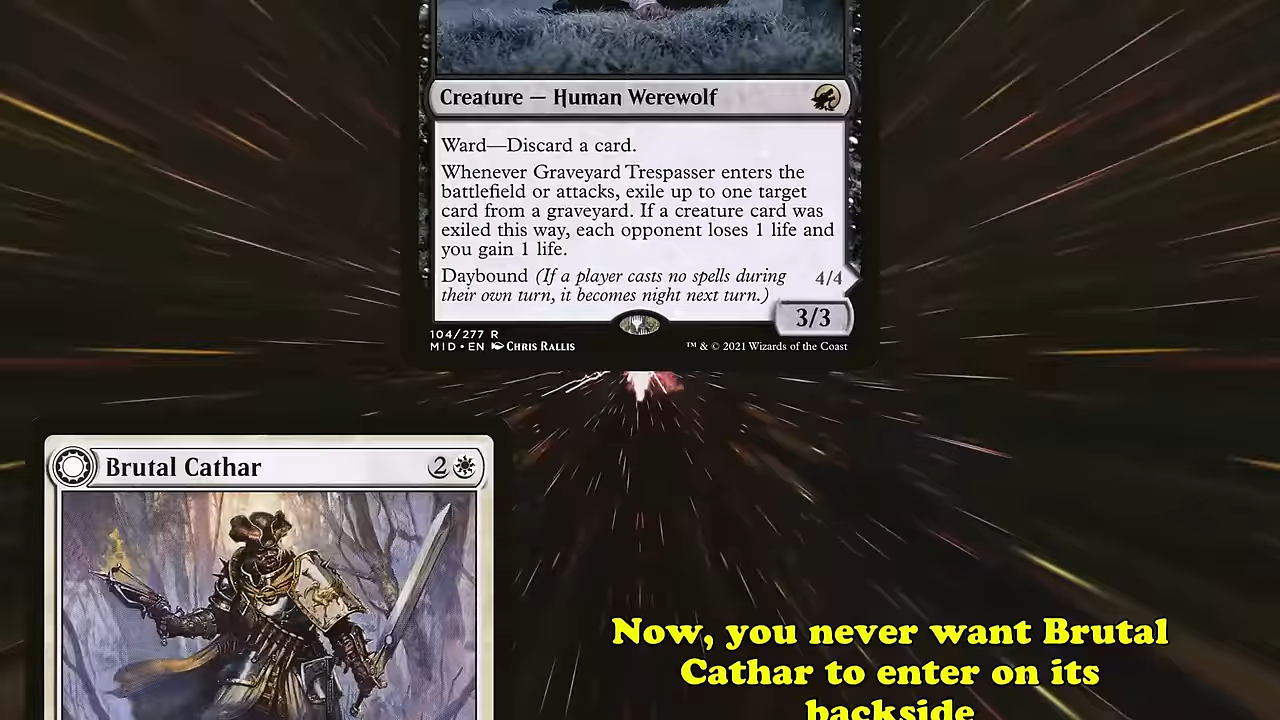 Creature — Human Werewolf
Ward—Discard a card.
Whenever Graveyard Trespasser enters the
battlefield or attacks, exile up to one target
card from a graveyard. If a creature card was
exiled this way, each opponent loses 1 life and
you gain 1 life.
Daybound (If a player casts no spells during
their own turn, it becomes night next turn.)
4/4
3/3
104/277 R
MID • EN Chris Rallis
™ & © 2021 Wizards of the Coast
Brutal Cathar 2
Now, you never want Brutal
Cathar to enter on its
backside